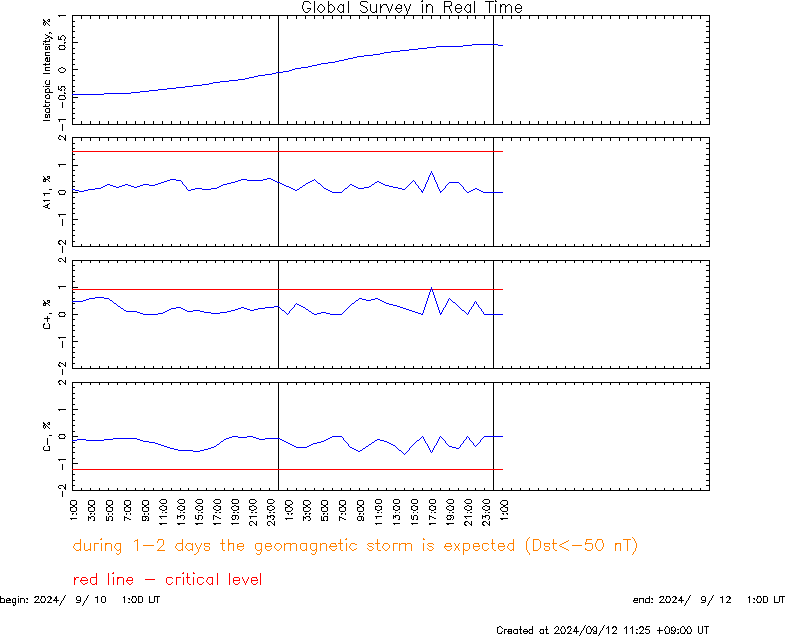 Global Survey in Real Time
Isotropic Intensity, %
1
0.5
0
−0.5
−1
A11, %
2
1
0
−1
−2
C+, %
2
1
0
−1
−2
C−, %
2
1
0
−1
−2
1:00 3:00 5:00 7:00 9:00 11:00 13:00 15:00 17:00 19:00 21:00 23:00 1:00 3:00 5:00 7:00 9:00 11:00 13:00 15:00 17:00 19:00 21:00 23:00 1:00
during 1−2 days the geomagnetic storm is expected (Dst<−50 nT)
red line − critical level
begin: 2024/ 9/ 10 1:00 UT end: 2024/ 9/ 12 1:00 UT
Created at 2024/09/12 11:25 +09:00 UT